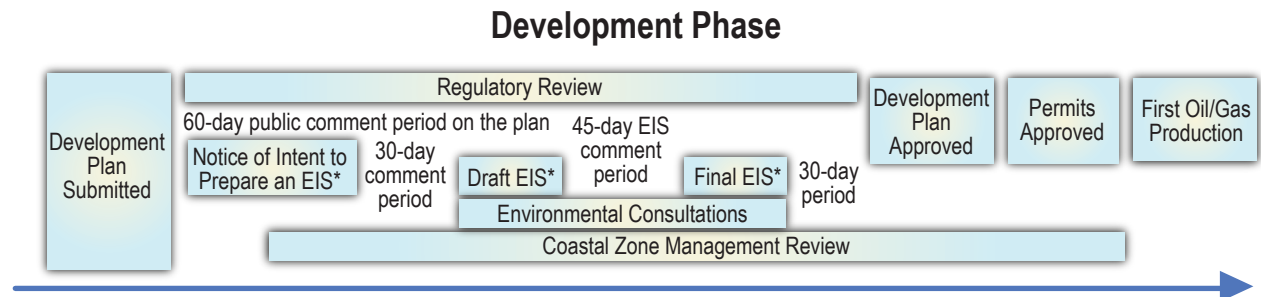 Development Phase
Development
Plan
Submitted
Regulatory Review
60-day public comment period on the plan
Notice of Intent to
Prepare an EIS*
30-day
comment
period
Draft EIS*
45-day EIS
comment
period
Final EIS*
30-day
period
Environmental Consultations
Coastal Zone Management Review
Development
Plan
Approved
Permits
Approved
First Oil/Gas
Production